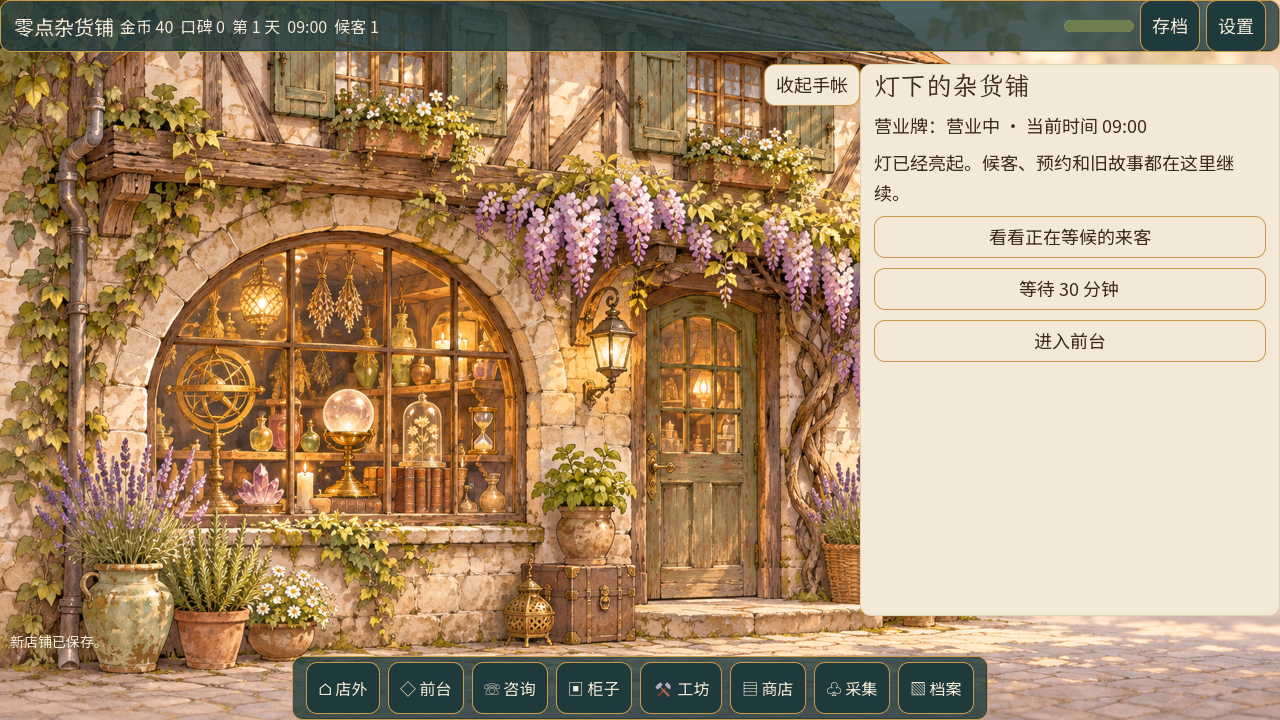 零点杂货铺 金币 40 口碑 0 第 1 天 09:00 候客 1
存档
设置
收起手帐
灯下的杂货铺
营业牌：营业中 · 当前时间 09:00
灯已经亮起。候客、预约和旧故事都在这里继
续。
看看正在等候的来客
等待 30 分钟
进入前台
新店铺已保存。
店外
前台
咨询
柜子
工坊
商店
采集
档案